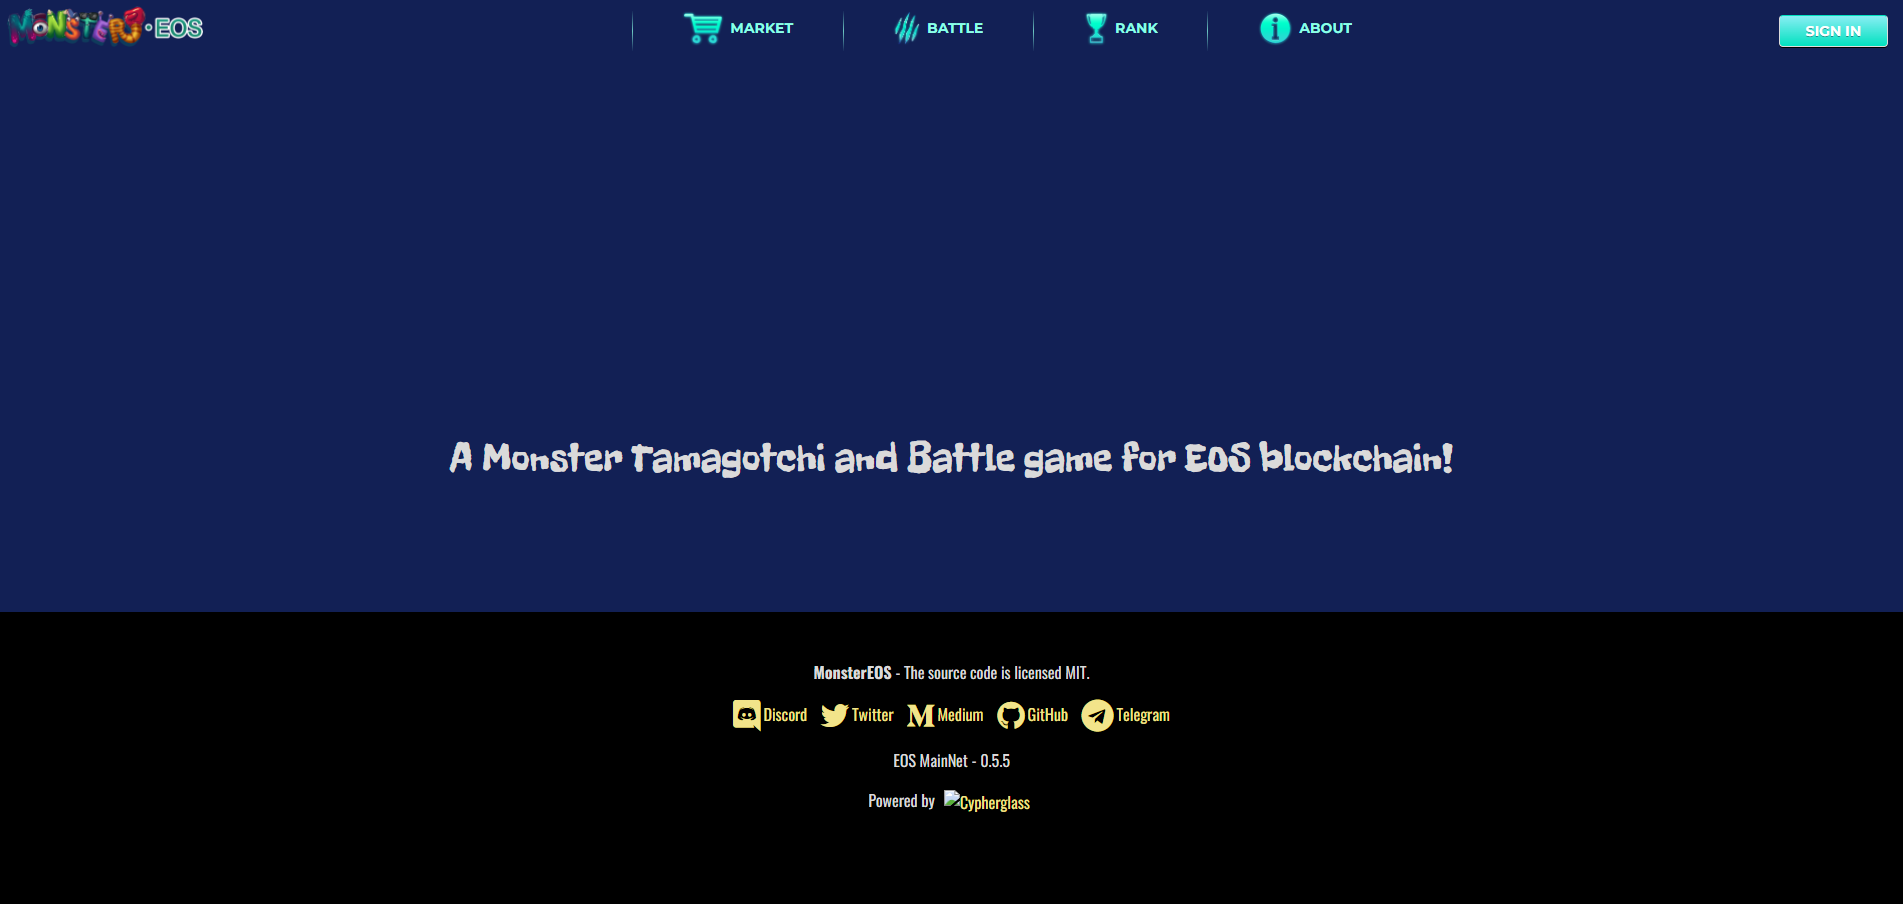 MONSTERS.EOS
MARKET
BATTLE
RANK
ABOUT
SIGN IN
A Monster Tamagotchi and Battle game for EOS blockchain!
MonsterEOS - The source code is licensed MIT.
Discord Twitter Medium GitHub Telegram
EOS MainNet - 0.5.5
Powered by Cypherglass